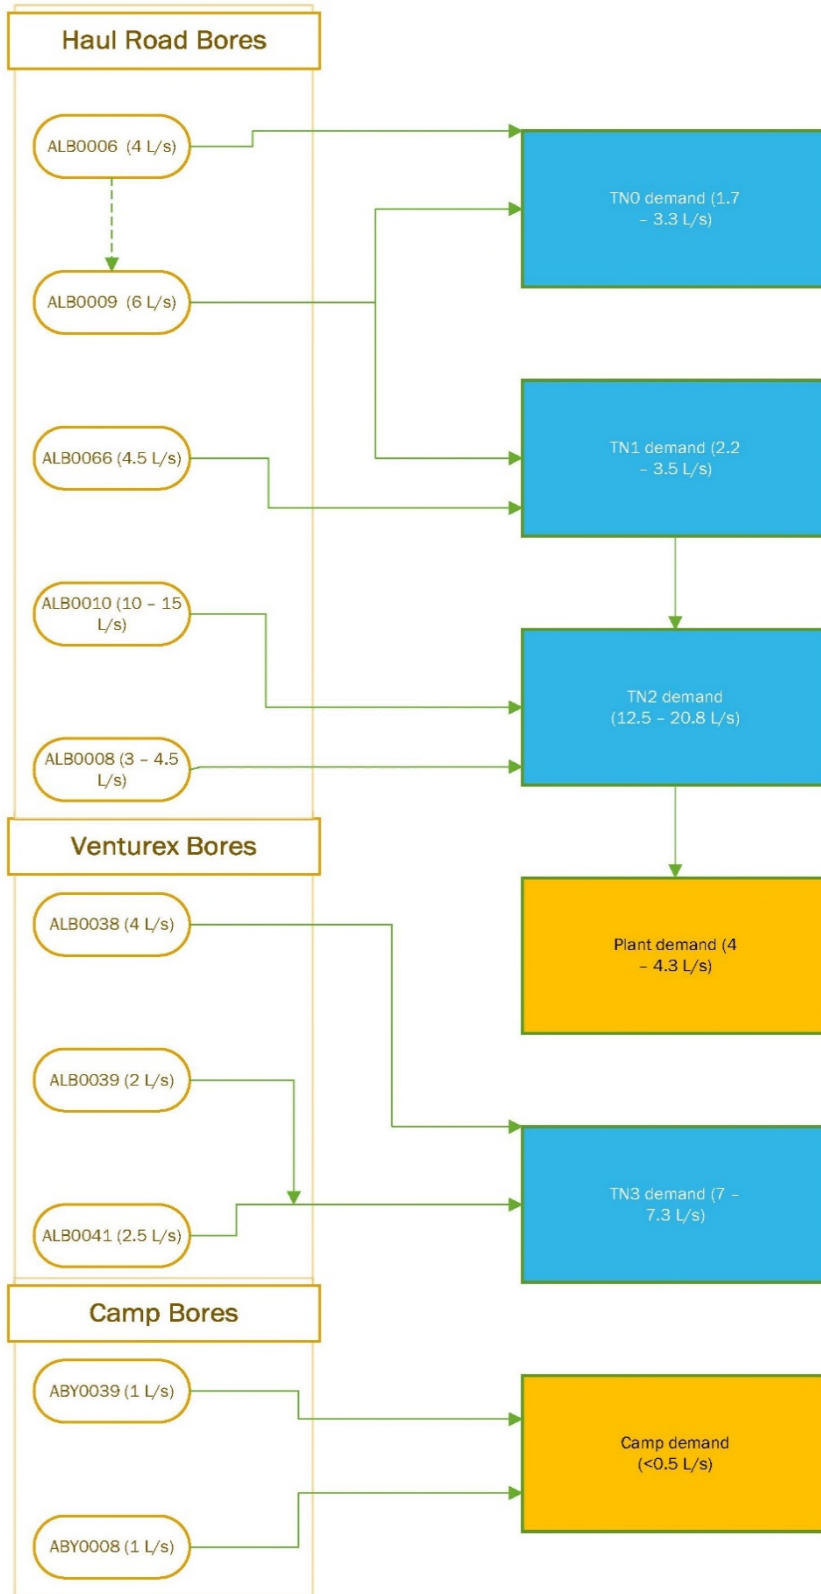 Haul Road Bores
ALB0006 (4 L/s)
TN0 demand (1.7
– 3.3 L/s)
ALB0009 (6 L/s)
ALB0066 (4.5 L/s)
TN1 demand (2.2
– 3.5 L/s)
ALB0010 (10 – 15
L/s)
TN2 demand
(12.5 – 20.8 L/s)
ALB0008 (3 – 4.5
L/s)
Venturex Bores
ALB0038 (4 L/s)
Plant demand (4
– 4.3 L/s)
ALB0039 (2 L/s)
TN3 demand (7 –
7.3 L/s)
ALB0041 (2.5 L/s)
Camp Bores
ABY0039 (1 L/s)
Camp demand
(<0.5 L/s)
ABY0008 (1 L/s)